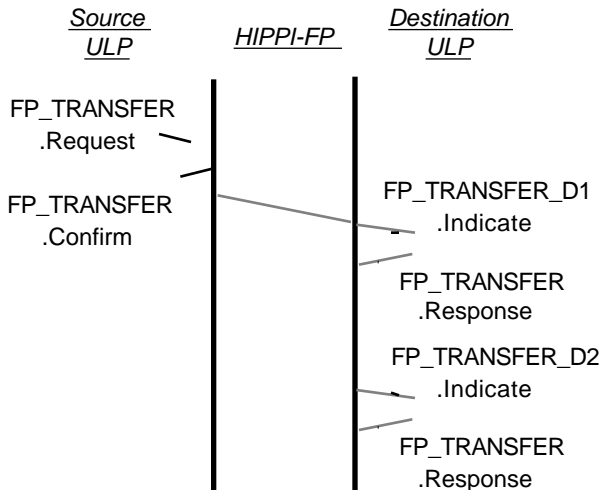 Source
ULP
HIPPI-FP
Destination
ULP
FP_TRANSFER
.Request
FP_TRANSFER
.Confirm
FP_TRANSFER_D1
.Indicate
FP_TRANSFER
.Response
FP_TRANSFER_D2
.Indicate
FP_TRANSFER
.Response